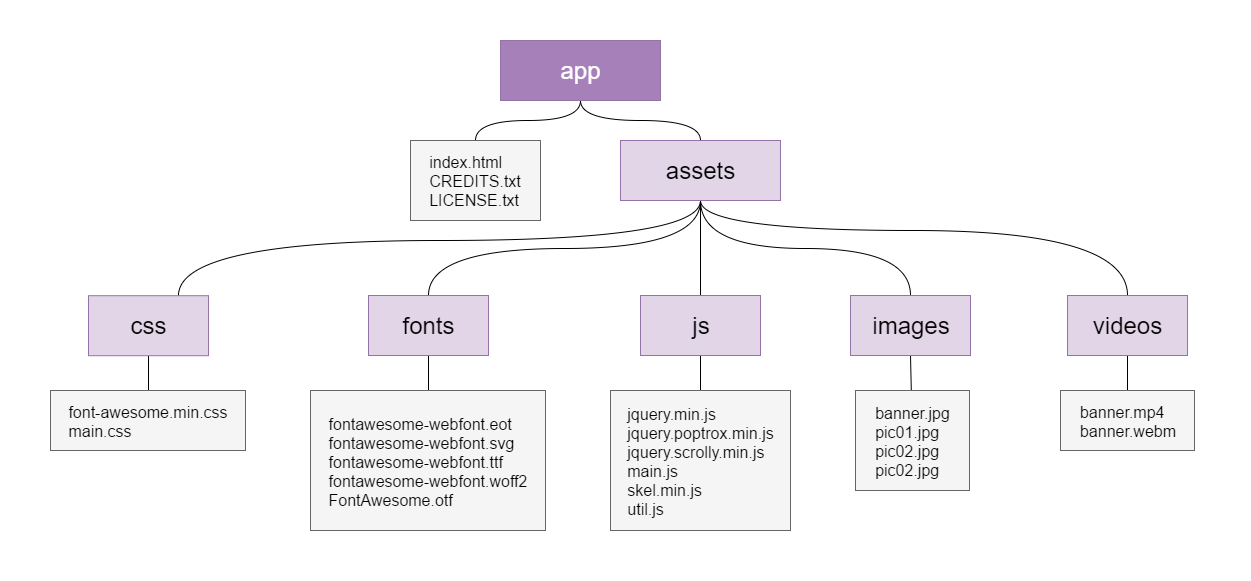 app
index.html
CREDITS.txt
LICENSE.txt
assets
css
fonts
js
images
videos
font-awesome.min.css
main.css
fontawesome-webfont.eot
fontawesome-webfont.svg
fontawesome-webfont.ttf
fontawesome-webfont.woff2
FontAwesome.otf
jquery.min.js
jquery.poptrox.min.js
jquery.scrolly.min.js
main.js
skel.min.js
util.js
banner.jpg
pic01.jpg
pic02.jpg
pic02.jpg
banner.mp4
banner.webm